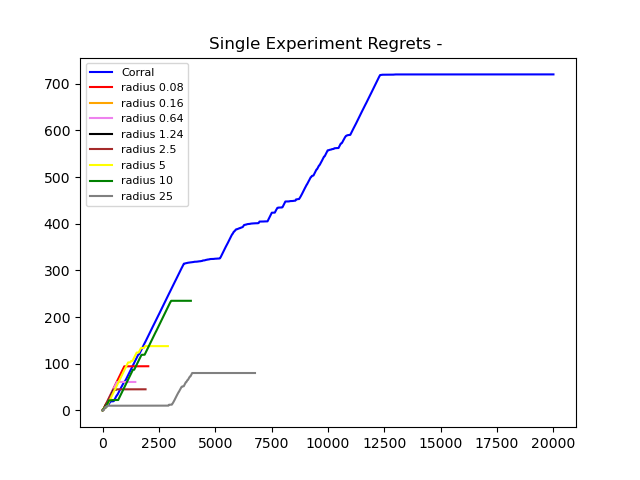 Single Experiment Regrets -
Corral
radius 0.08
radius 0.16
radius 0.64
radius 1.24
radius 2.5
radius 5
radius 10
radius 25
700
600
500
400
300
200
100
0
0 2500 5000 7500 10000 12500 15000 17500 20000